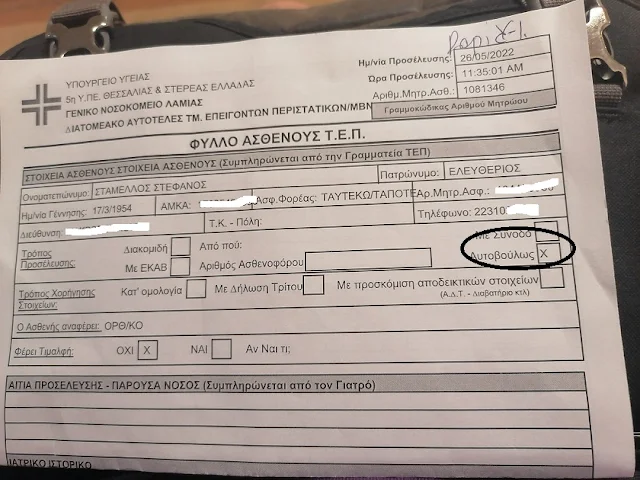 Ραντ χ-1
ΥΠΟΥΡΓΕΙΟ ΥΓΕΙΑΣ
5η Υ.ΠΕ. ΘΕΣΣΑΛΙΑΣ & ΣΤΕΡΕΑΣ ΕΛΛΑΔΑΣ
ΓΕΝΙΚΟ ΝΟΣΟΚΟΜΕΙΟ ΛΑΜΙΑΣ
ΔΙΑΤΟΜΕΑΚΟ ΑΥΤΟΤΕΛΕΣ ΤΜ. ΕΠΕΙΓΟΝΤΩΝ ΠΕΡΙΣΤΑΤΙΚΩΝ/ΜΒΝ
Ημ/νία Προσέλευσης: 26/05/2022
Ώρα Προσέλευσης: 11:35:01 AM
Αριθμ.Μητρ.Ασθ.: 1081346
Γραμμοκώδικας Αριθμού Μητρώου
ΦΥΛΛΟ ΑΣΘΕΝΟΥΣ Τ.Ε.Π.
ΣΤΟΙΧΕΙΑ ΑΣΘΕΝΟΥΣ ΣΤΟΙΧΕΙΑ ΑΣΘΕΝΟΥΣ (Συμπληρώνεται από την Γραμματεία ΤΕΠ)
Ονοματεπώνυμο: ΣΤΑΜΕΛΛΟΣ ΣΤΕΦΑΝΟΣ Πατρώνυμο: ΕΛΕΥΘΕΡΙΟΣ
Ημ/νία Γέννησης: 17/3/1954 ΑΜΚΑ: Ασφ.Φορέας: ΤΑΥΤΕΚΩ/ΤΑΠΟΤΕ Αρ.Μητρ.Ασφ.:
Διεύθυνση: Τ.Κ. - Πόλη: Τηλέφωνο: 22310
Τρόπος Προσέλευσης: Διακομιδή Από πού: Με Συνοδό
Με ΕΚΑΒ Αριθμός Ασθενοφόρου Αυτοβούλως X
Τρόπος Χορήγησης Στοιχείων: Κατ' ομολογία Με Δήλωση Τρίτου Με προσκόμιση αποδεικτικών στοιχείων
(Α.Δ.Τ. - Διαβατήριο κτλ)
Ο Ασθενής αναφέρει: ΟΡΘ/ΚΟ
Φέρει Τιμαλφή: ΟΧΙ X ΝΑΙ Αν Ναι τι;
ΑΙΤΙΑ ΠΡΟΣΕΛΕΥΣΗΣ - ΠΑΡΟΥΣΑ ΝΟΣΟΣ (Συμπληρώνεται από τον Γιατρό)
ΙΑΤΡΙΚΟ ΙΣΤΟΡΙΚΟ